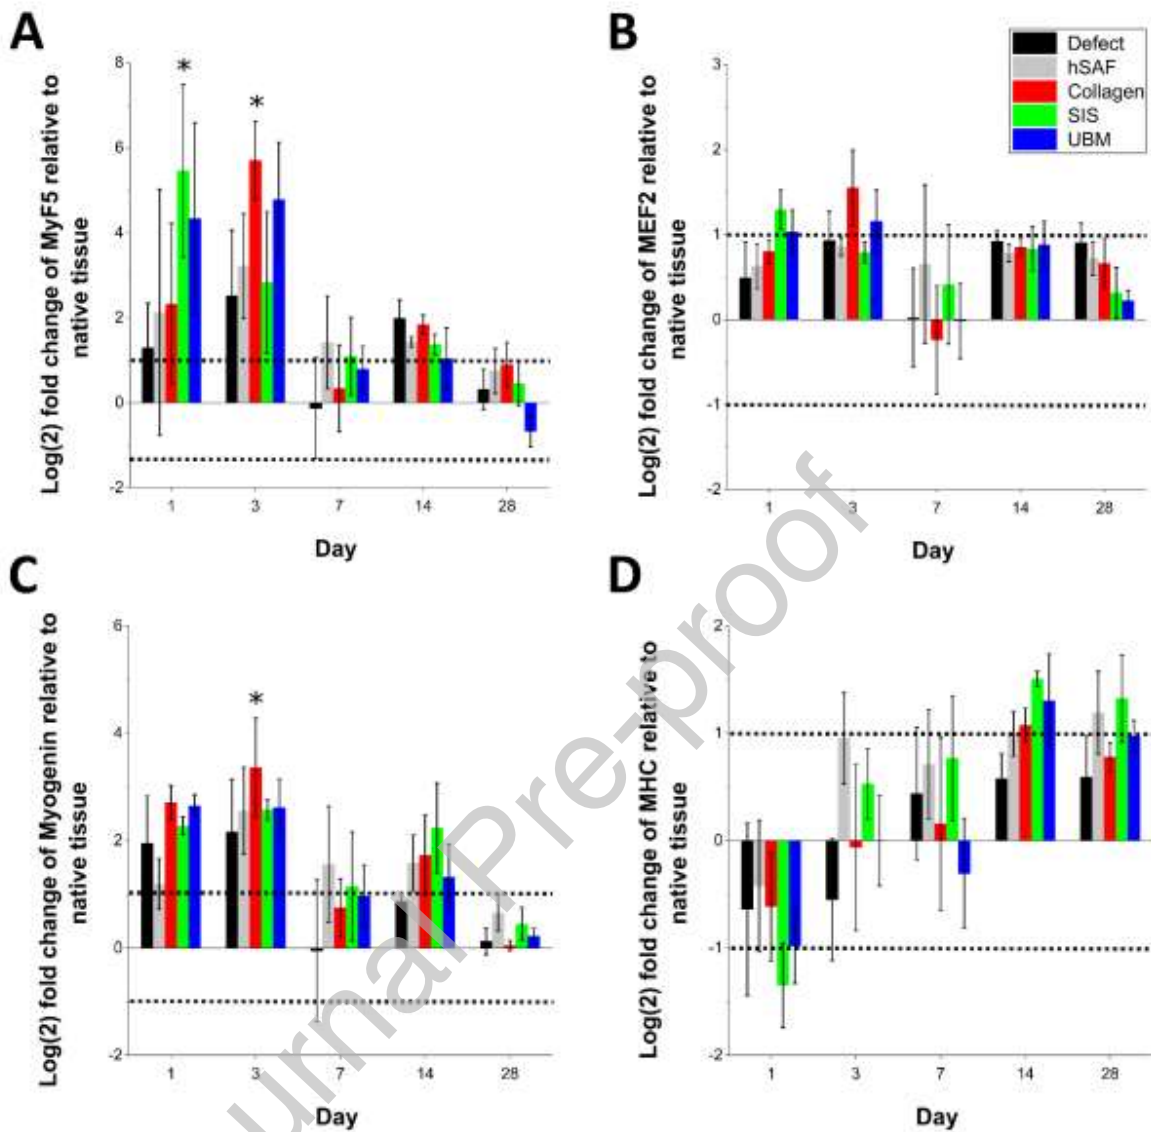 A
Log(2) fold change of MyF5 relative to
native tissue
8
6
4
2
0
-2
*
*
1 3 7 14 28
Day
B
Log(2) fold change of MEF2 relative to
native tissue
3
2
1
0
-1
-2
Defect
hSAF
Collagen
SIS
UBM
1 3 7 14 28
Day
C
Log(2) fold change of Myogenin relative to
native tissue
6
4
2
0
-2
*
1 3 7 14 28
Day
D
Log(2) fold change of MHC relative to
native tissue
2
1
0
-1
-2
1 3 7 14 28
Day
urnal Pre-proof